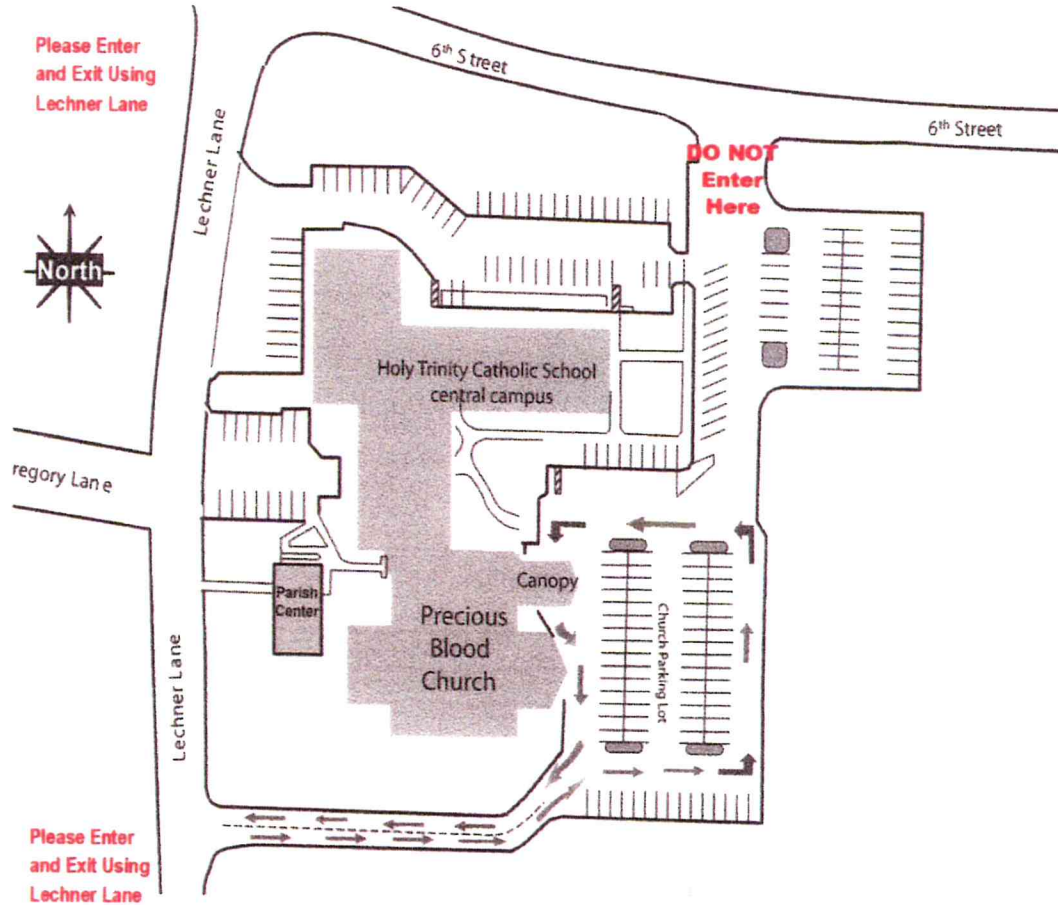 Please Enter
and Exit Using
Lechner Lane
6th Street
6th Street
DO NOT
Enter
Here
Lechner Lane
North
Holy Trinity Catholic School
central campus
regory Lane
Canopy
Parish
Center
Precious
Blood
Church
Church Parking Lot
Lechner Lane
Please Enter
and Exit Using
Lechner Lane